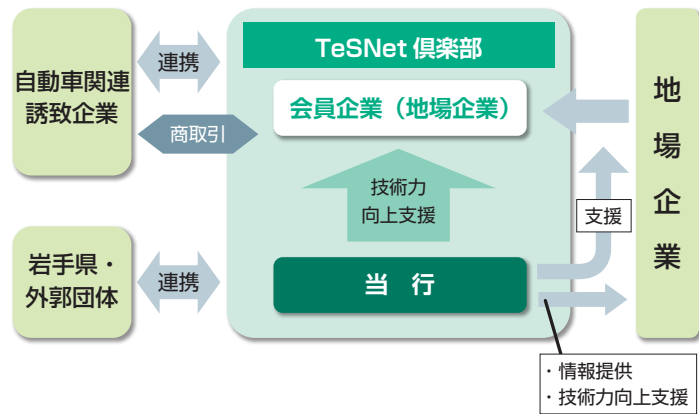 自動車関連
誘致企業
連携
商取引
岩手県・
外郭団体
連携
TeSNet 倶楽部
会員企業（地場企業）
技術力
向上支援
当 行
支援
地
場
企
業
・情報提供
・技術力向上支援